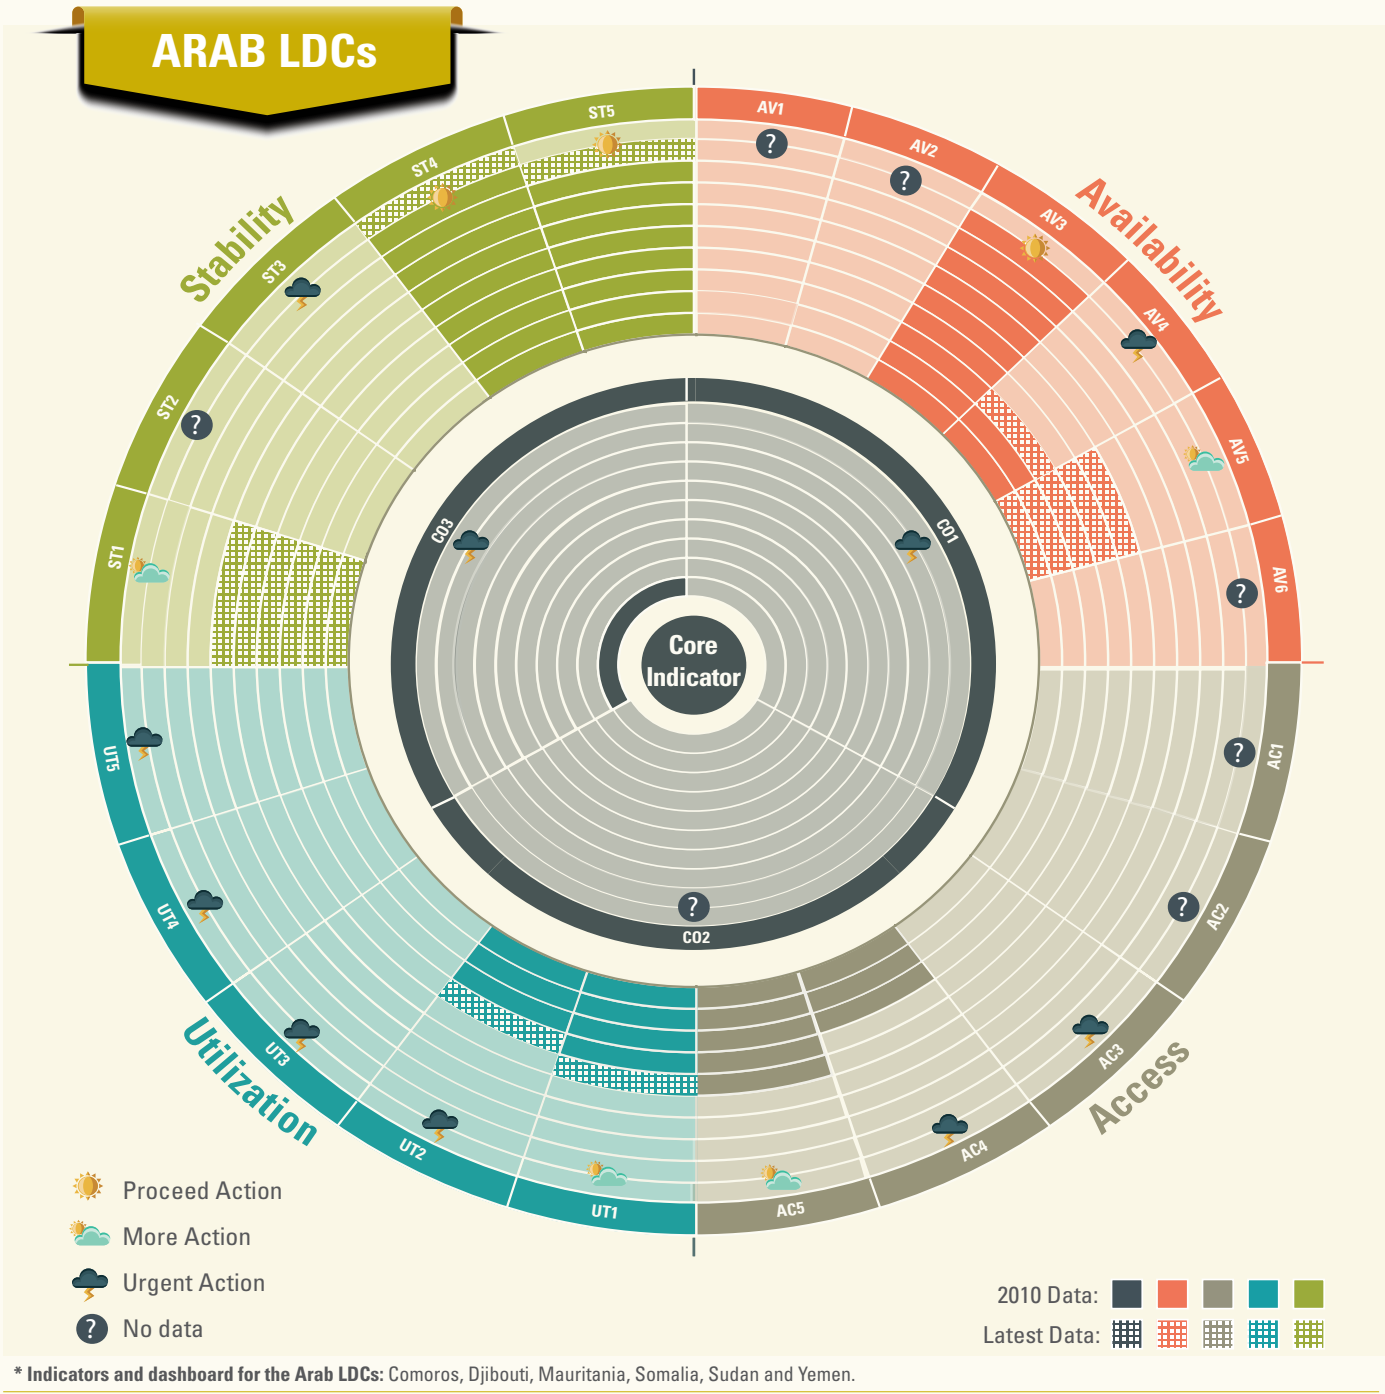 ARAB LDCs
ST5
AV1
AV2
ST4
AV3
Availability
Stability
ST3
AV4
ST2
AV5
CO3
CO1
ST1
AV6
?
?
?
?
Core
Indicator
UT5
?
AC1
UT4
?
AC2
?
CO2
UT3
AC3
Utilization
Access
UT2
AC4
UT1
AC5
Proceed Action
More Action
Urgent Action
? No data
2010 Data:
Latest Data:
* Indicators and dashboard for the Arab LDCs: Comoros, Djibouti, Mauritania, Somalia, Sudan and Yemen.